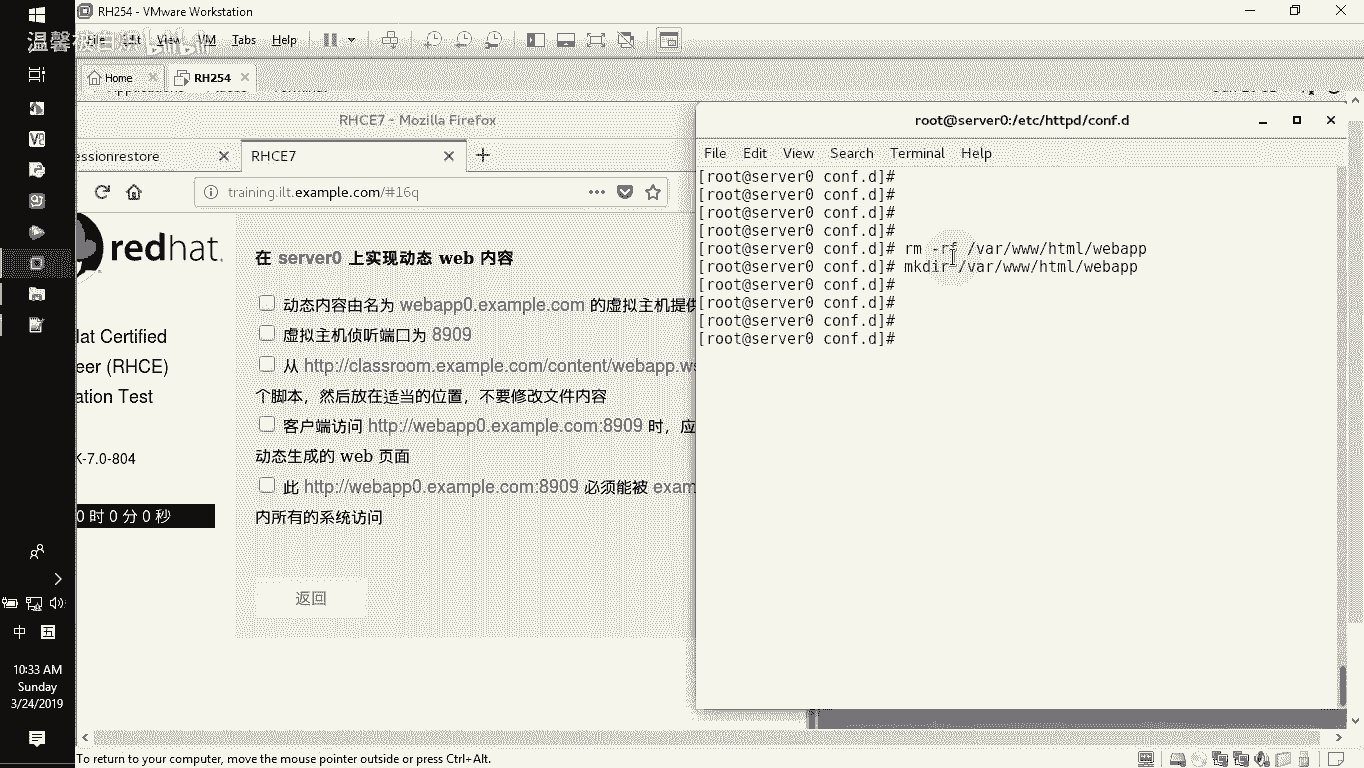 RH254 - VMware Workstation
Edit View VM Tabs Help
Home
RH254
RHCE7 - Mozilla Firefox
essionrestore
RHCE7
training.ilt.example.com/#16q
redhat.
at Certified
eer (RHCE)
ation Test
K-7.0-804
0 时 0 分 0 秒
在 server0 上实现动态 web 内容
动态内容由名为 webapp0.example.com 的虚拟主机提供
虚拟主机侦听端口为 8909
从 http://classroom.example.com/content/webapp.ws
个脚本，然后放在适当的位置，不要修改文件内容
客户端访问 http://webapp0.example.com:8909 时，应
动态生成的 web 页面
此 http://webapp0.example.com:8909 必须能被 exam
内所有的系统访问
返回
root@server0:/etc/httpd/conf.d
File Edit View Search Terminal Help
[root@server0 conf.d]#
[root@server0 conf.d]#
[root@server0 conf.d]#
[root@server0 conf.d]#
[root@server0 conf.d]# rm -rf /var/www/html/webapp
[root@server0 conf.d]# mkdir /var/www/html/webapp
[root@server0 conf.d]#
[root@server0 conf.d]#
[root@server0 conf.d]#
[root@server0 conf.d]#
中 五
10:33 AM
Sunday
3/24/2019
To return to your computer, move the mouse pointer outside or press Ctrl+Alt.